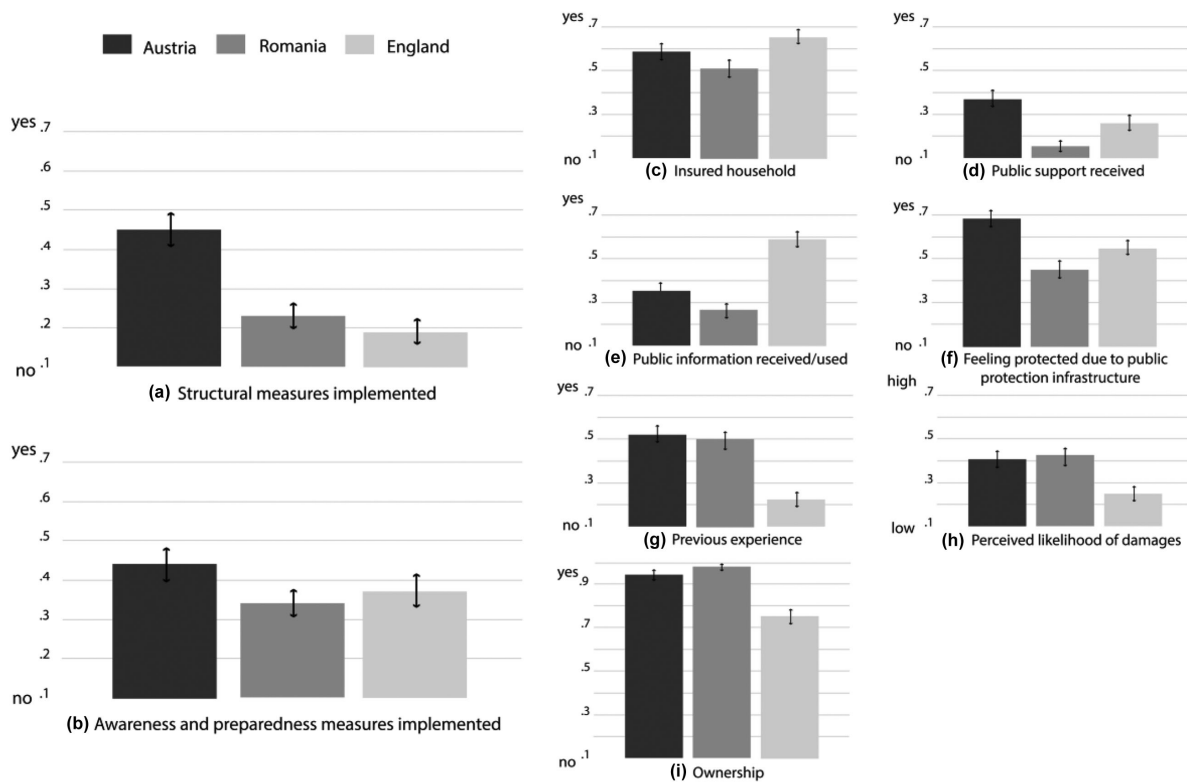 Austria Romania England
yes .7
.6
.5
.4
.3
.2
no .1
(a) Structural measures implemented
yes .7
.6
.5
.4
.3
.2
no .1
(b) Awareness and preparedness measures implemented
yes .7
.5
.3
no .1
(c) Insured household
yes .7
.5
.3
no .1
(d) Public support received
yes .7
.5
.3
no .1
(e) Public information received/used
yes .7
.5
.3
no .1
(f) Feeling protected due to public
protection infrastructure
yes .7
.5
.3
no .1
(g) Previous experience
high .7
.5
.3
low .1
(h) Perceived likelihood of damages
yes .9
.7
.5
.3
no .1
(i) Ownership